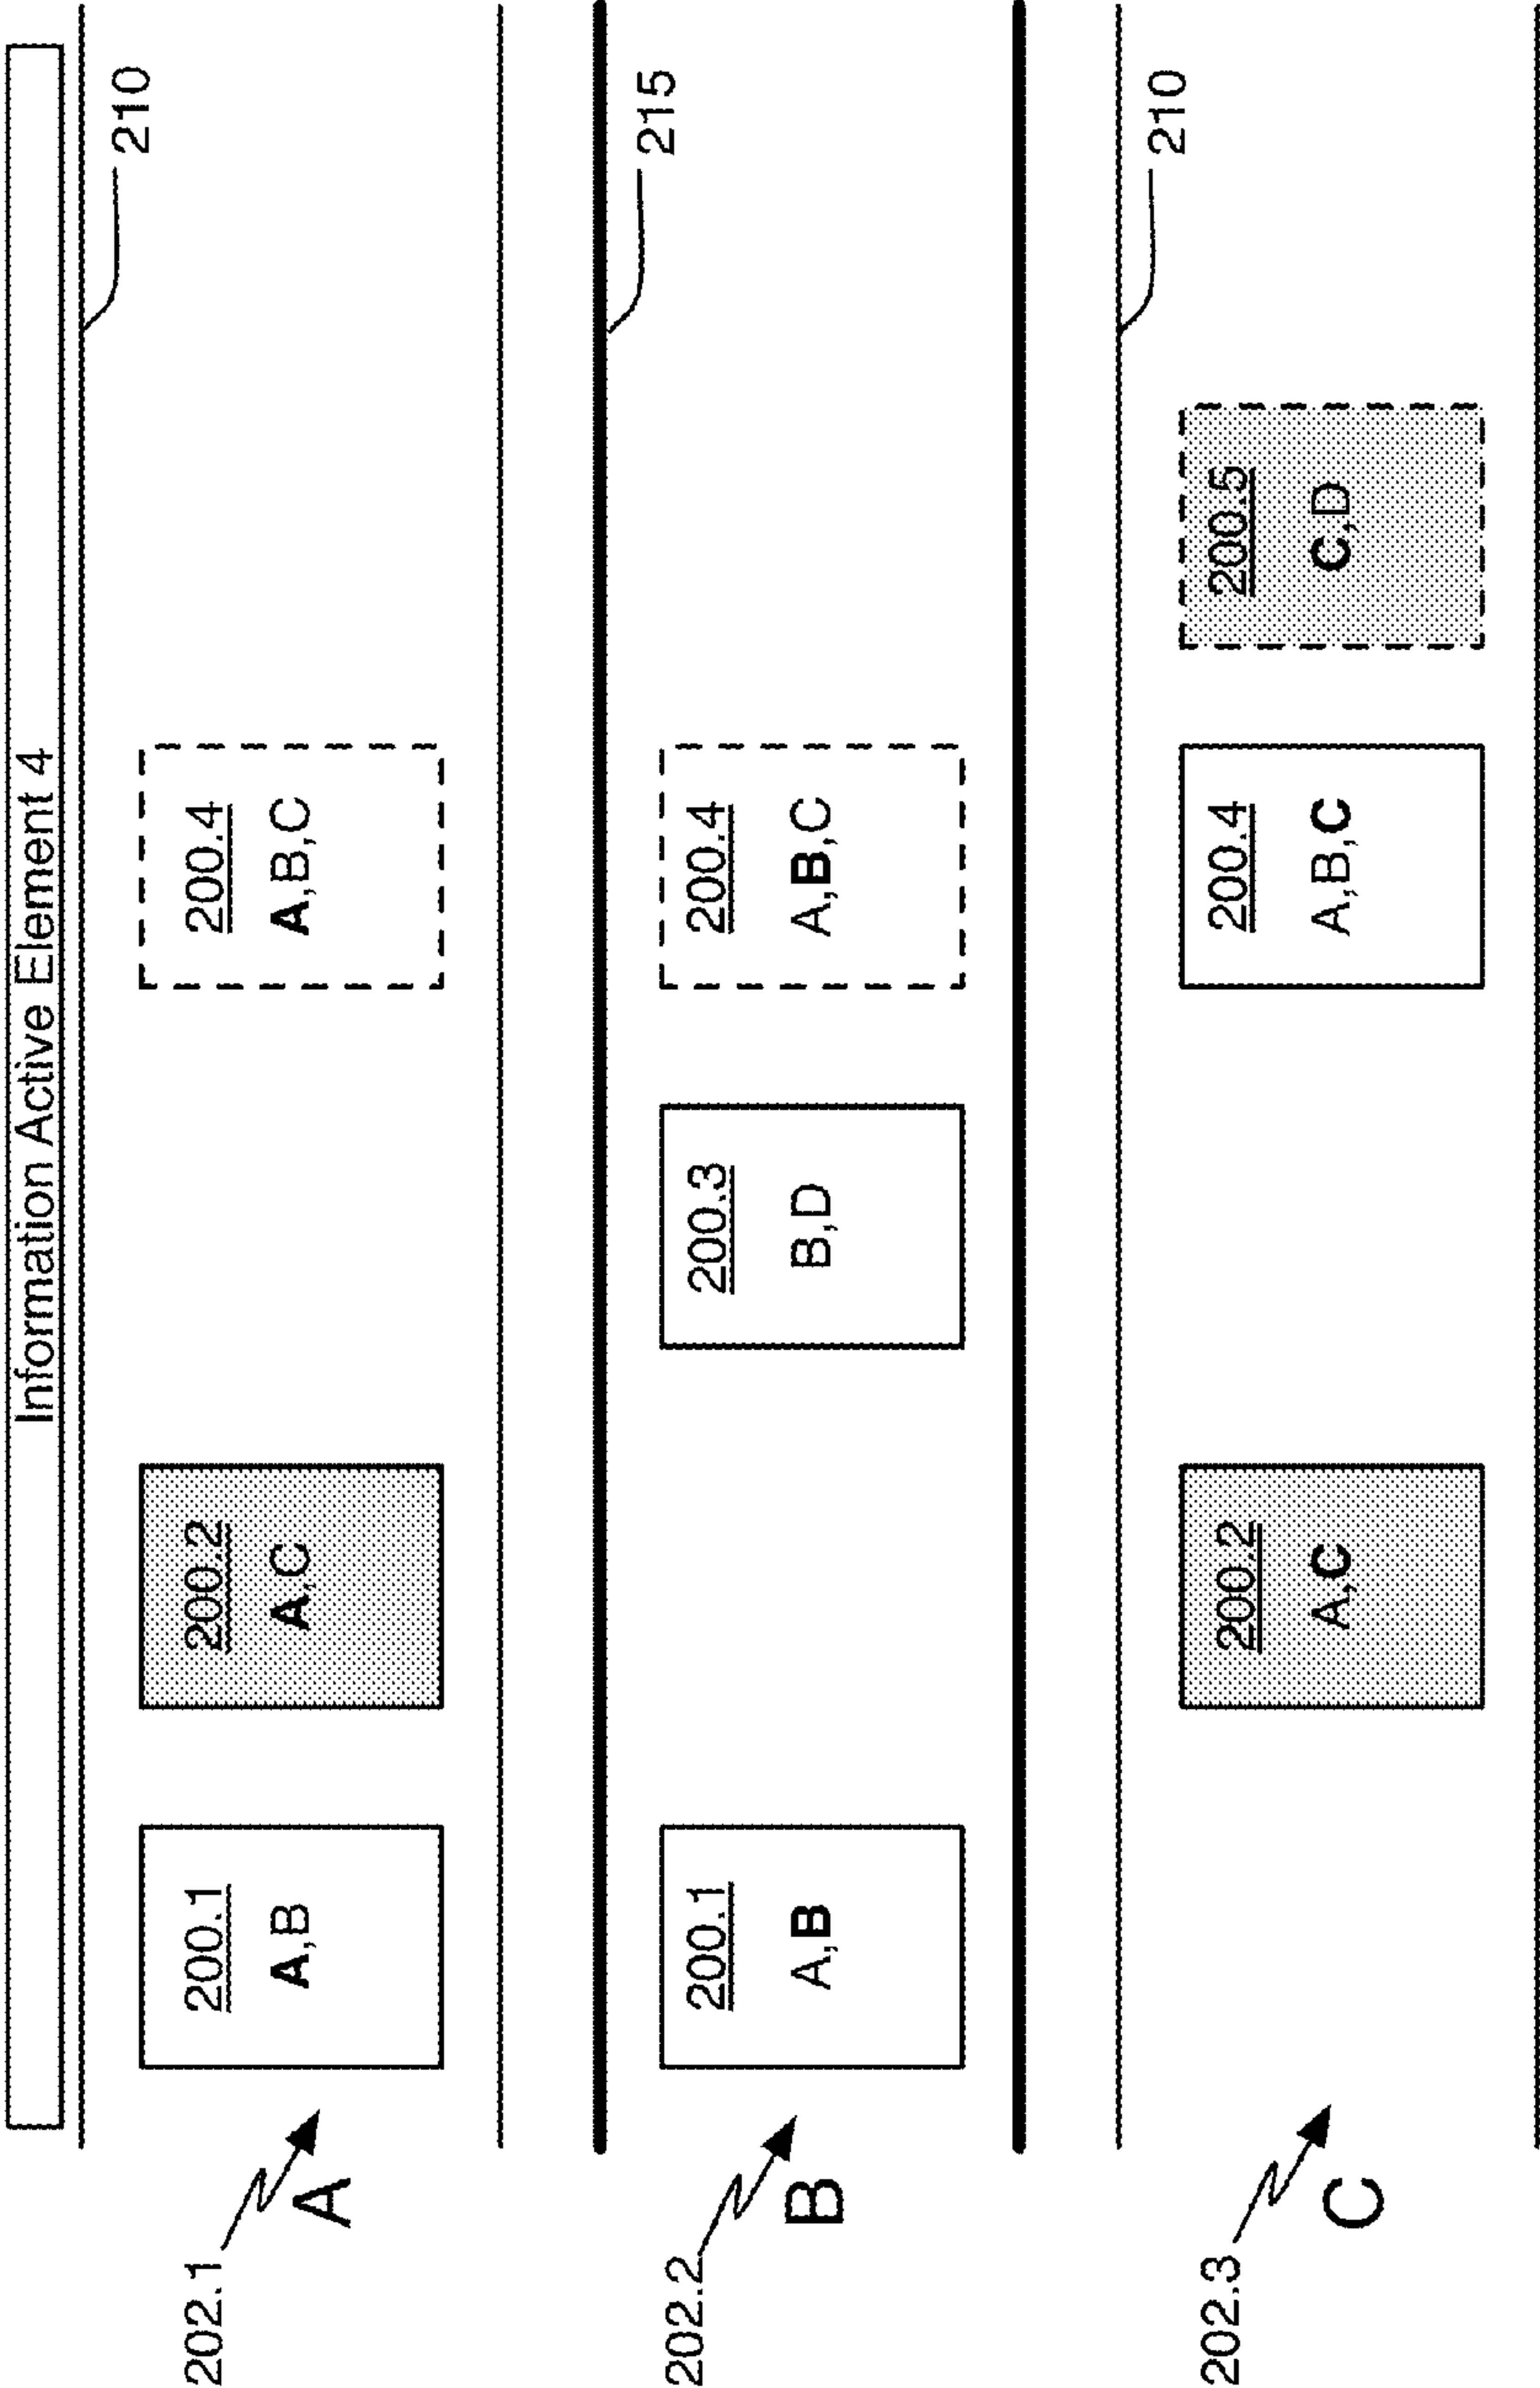 Information Active Element 4
210
202.1
A
200.1
A,B
200.2
A,C
200.4
A,B,C
215
202.2
B
200.1
A,B
200.3
B,D
200.4
A,B,C
210
202.3
C
200.2
A,C
200.4
A,B,C
200.5
C,D